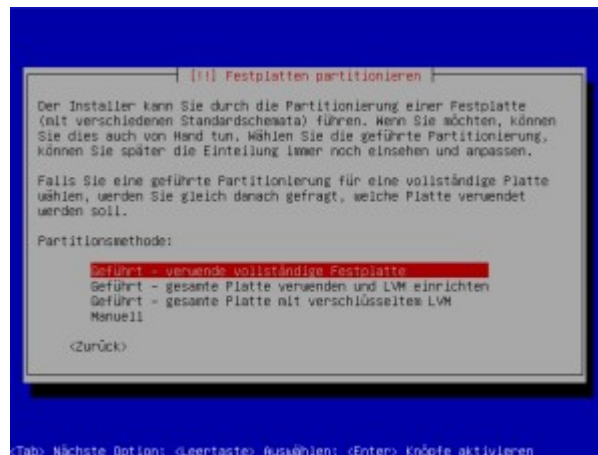 [!!] Festplatten partitionieren
Der Installer kann Sie durch die Partitionierung einer Festplatte
(mit verschiedenen Standardschemata) führen. Wenn Sie möchten, können
Sie dies auch von Hand tun. Wählen Sie die geführte Partitionierung,
können Sie später die Einteilung immer noch einsehen und anpassen.
Falls Sie eine geführte Partitionierung für eine vollständige Platte
wählen, werden Sie gleich danach gefragt, welche Platte verwendet
werden soll.
Partitionsmethode:
Geführt - verwende vollständige Festplatte
Geführt - gesamte Platte verwenden und LVM einrichten
Geführt - gesamte Platte mit verschlüsseltem LVM
Manuell
<Zurück>
<Tab> Nächste Option; <Leertaste> Auswählen; <Enter> Knöpfe aktivieren